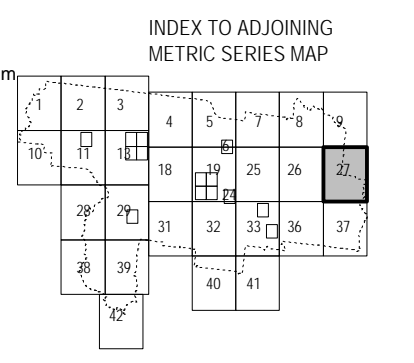 INDEX TO ADJOINING
METRIC SERIES MAP
m
1 2 3
4 5 7 8 9
6
10 11 13
18 19 25 26 27
24
28 29
31 32 33 36 37
38 39
40 41
42